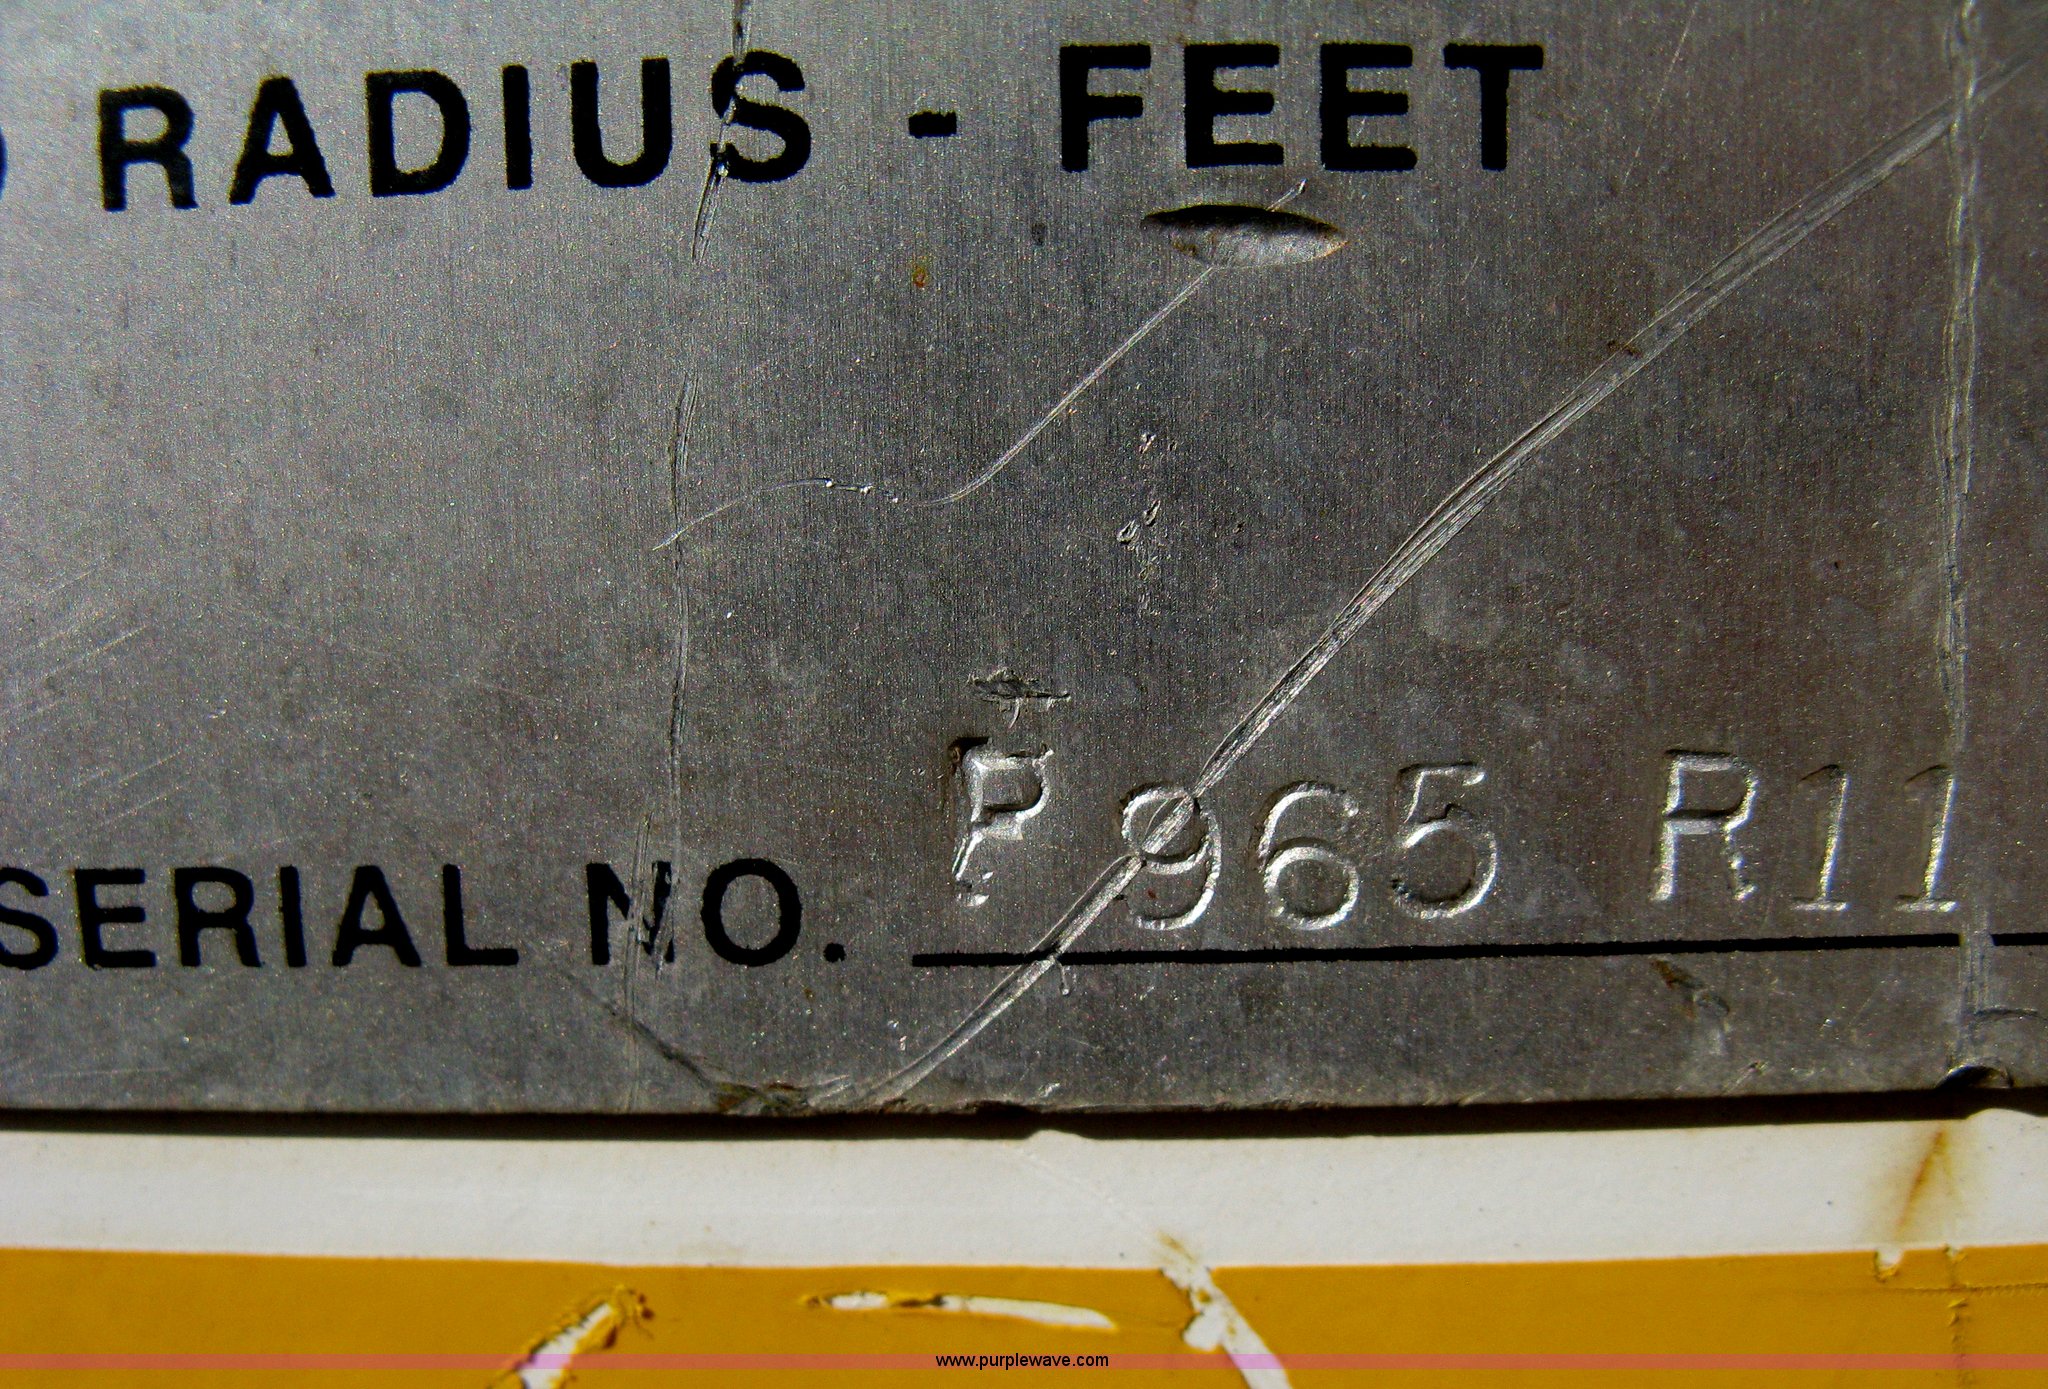 RADIUS - FEET
SERIAL NO. P 965 R11
www.purplewave.com